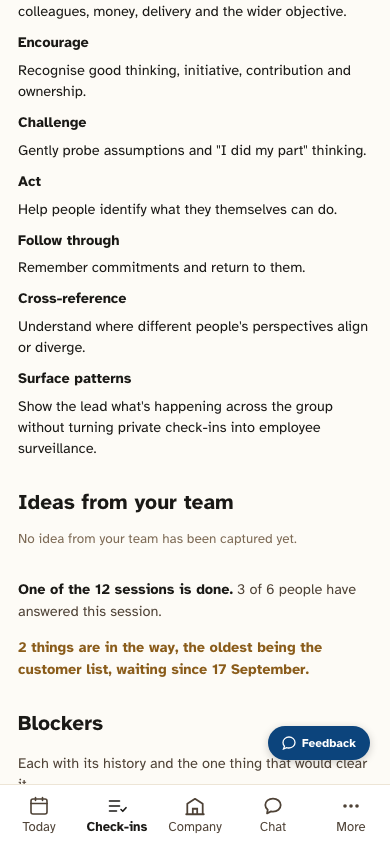 colleagues, money, delivery and the wider objective.
Encourage
Recognise good thinking, initiative, contribution and
ownership.
Challenge
Gently probe assumptions and "I did my part" thinking.
Act
Help people identify what they themselves can do.
Follow through
Remember commitments and return to them.
Cross-reference
Understand where different people's perspectives align
or diverge.
Surface patterns
Show the lead what's happening across the group
without turning private check-ins into employee
surveillance.
Ideas from your team
No idea from your team has been captured yet.
One of the 12 sessions is done. 3 of 6 people have
answered this session.
2 things are in the way, the oldest being the
customer list, waiting since 17 September.
Blockers
Feedback
Each with its history and the one thing that would clear
Today
Check-ins
Company
Chat
More